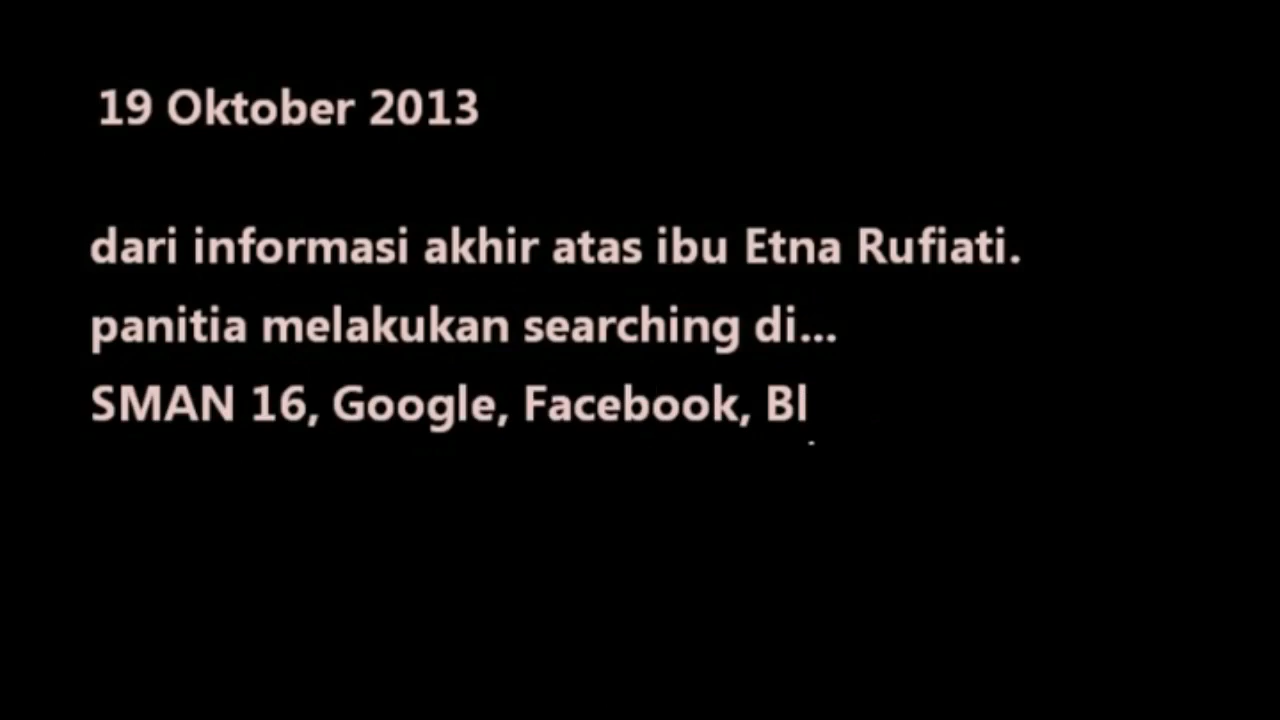 19 Oktober 2013
dari informasi akhir atas ibu Etna Rufiati.
panitia melakukan searching di...
SMAN 16, Google, Facebook, Bl